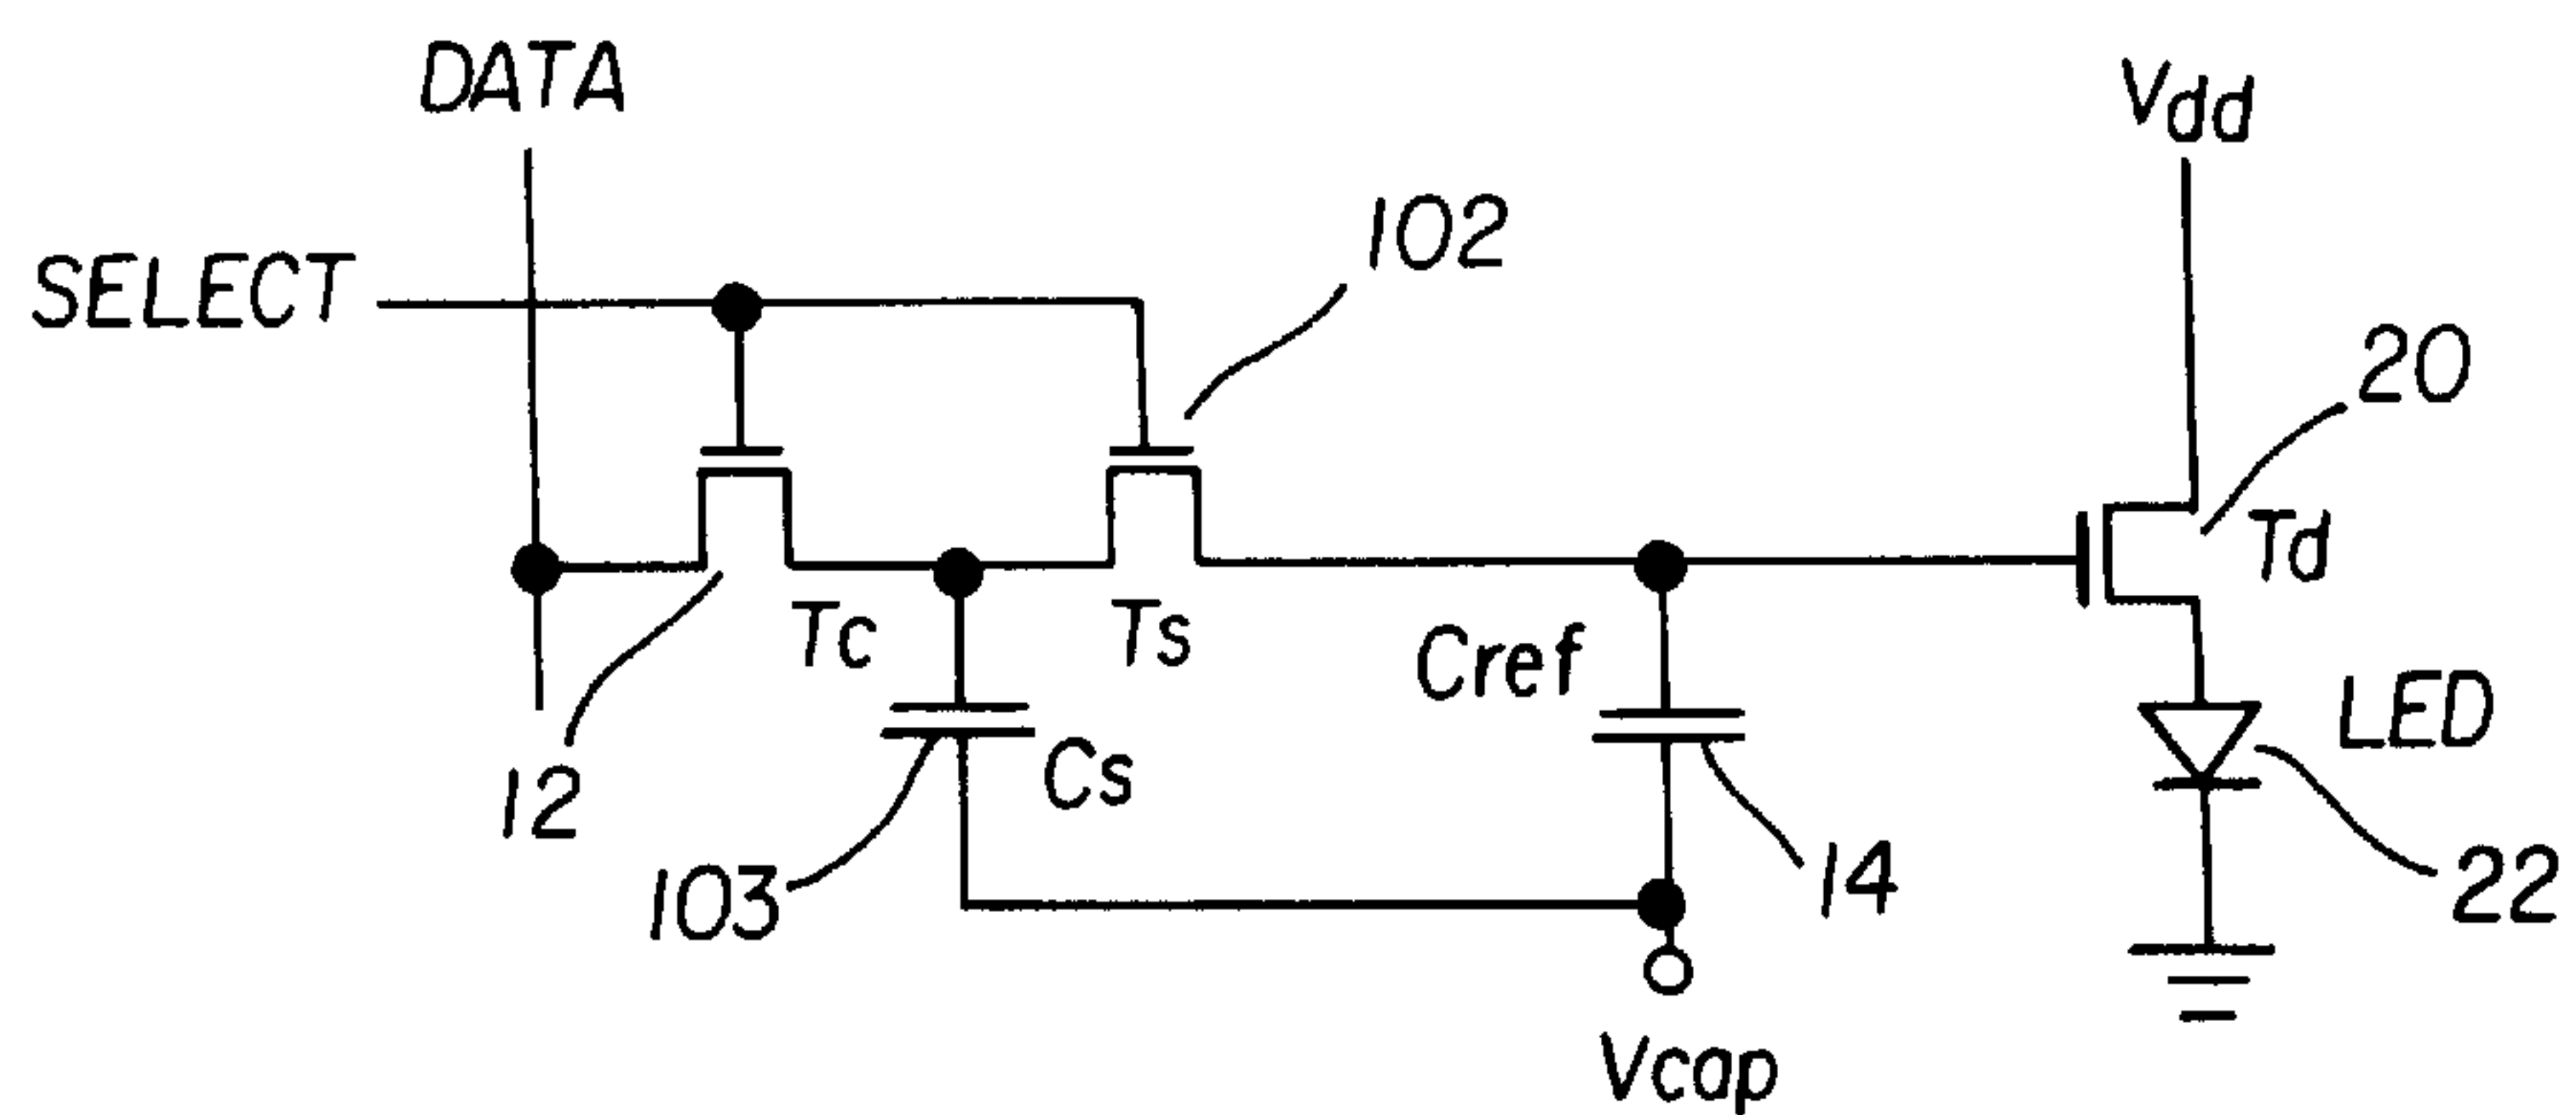 DATA
Vdd
SELECT
102
20
Td
Tc
Ts
Cref
LED
Cs
12
103
14
22
Vcap